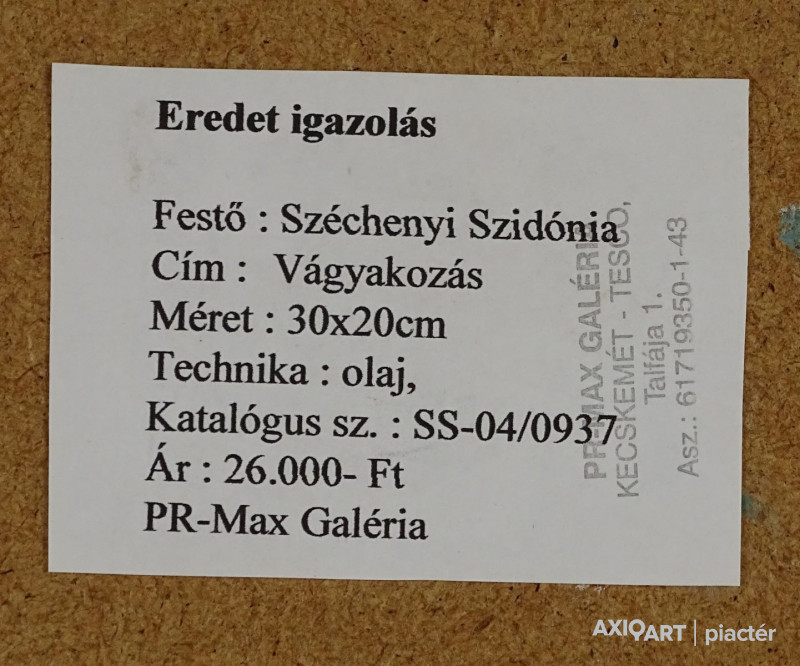 Eredet igazolás
Festő : Széchenyi Szidónia
Cím : Vágyakozás
Méret : 30x20cm
Technika : olaj,
Katalógus sz. : SS-04/0937
Ár : 26.000- Ft
PR-Max Galéria
PR-MAX GALÉRIA
KECSKEMÉT - TESCO,
Talfája 1.
Asz.: 61719350-1-43
AXIOART | piactér